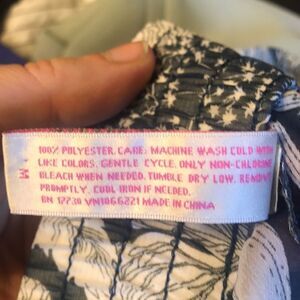 100% POLYESTER. CARE: MACHINE WASH COLD WITH
LIKE COLORS. GENTLE CYCLE. ONLY NON-CHLORINE
BLEACH WHEN NEEDED. TUMBLE DRY LOW. REMOVE
PROMPTLY. COOL IRON IF NEEDED.
RN 17730 VN1066221 MADE IN CHINA
M